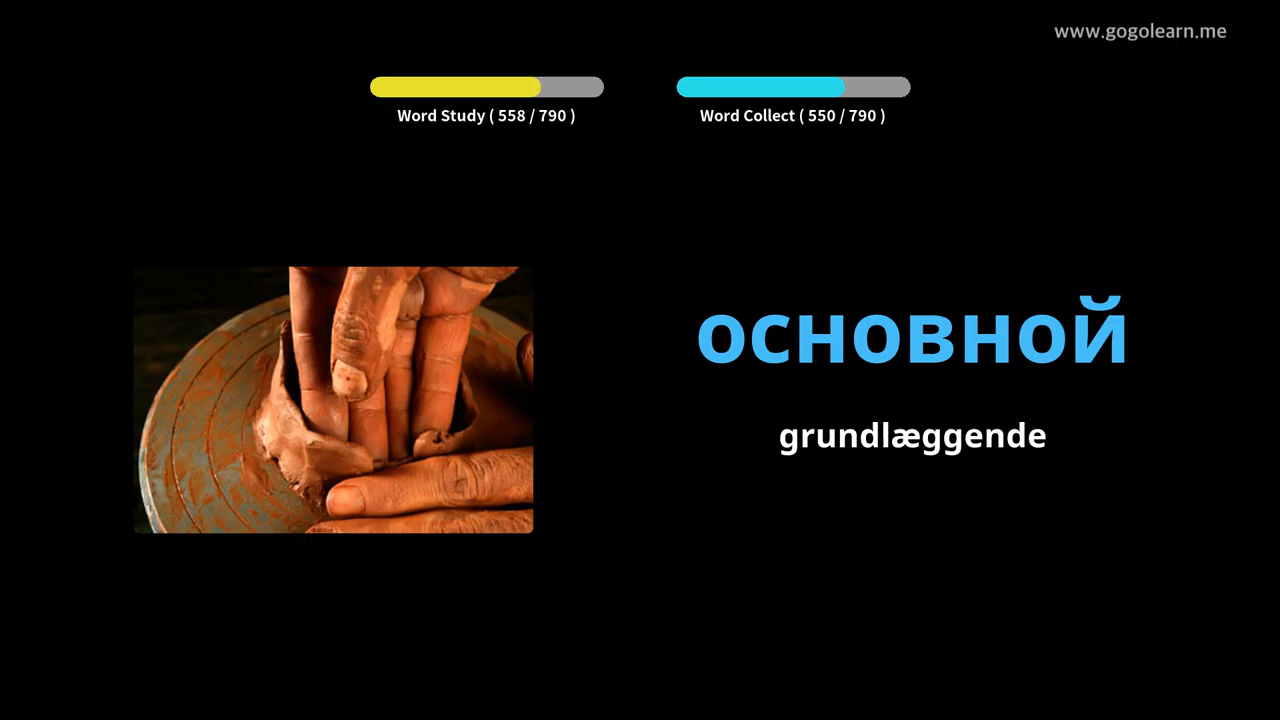 www.gogolearn.me
Word Study ( 558 / 790 )
Word Collect ( 550 / 790 )
основной
grundlæggende